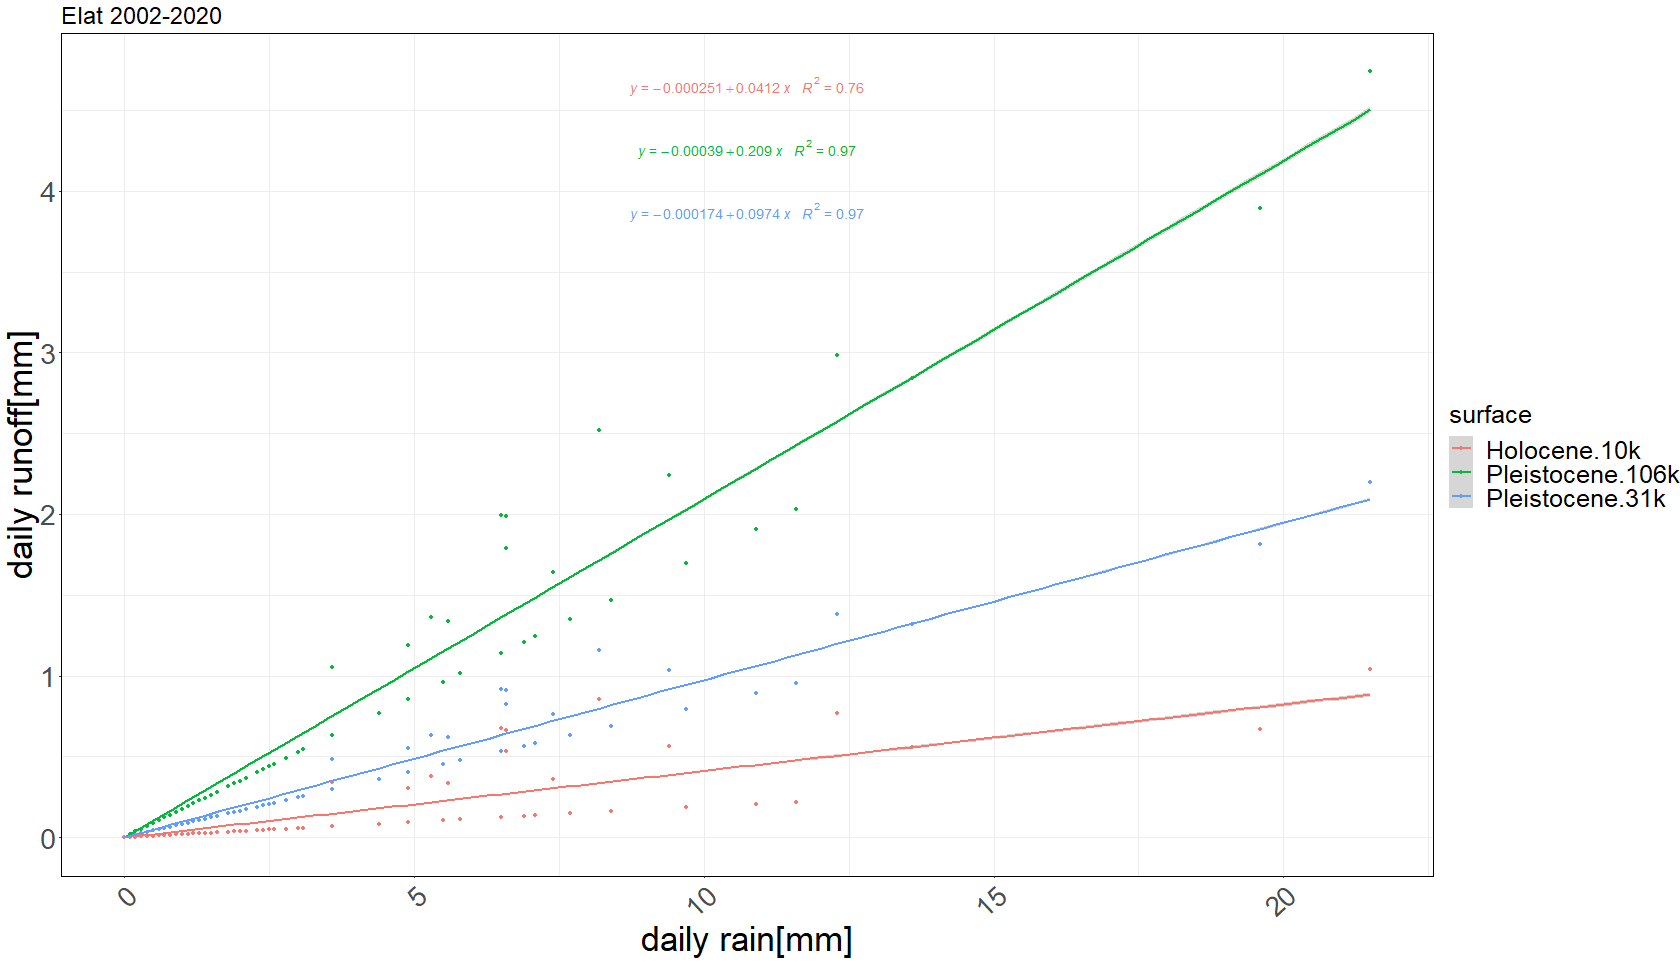 Elat 2002-2020
y = −0.000251 + 0.0412 x R² = 0.76
y = −0.00039 + 0.209 x R² = 0.97
y = −0.000174 + 0.0974 x R² = 0.97
4
3
2
1
0
daily runoff[mm]
0 5 10 15 20
daily rain[mm]
surface
Holocene.10k
Pleistocene.106k
Pleistocene.31k